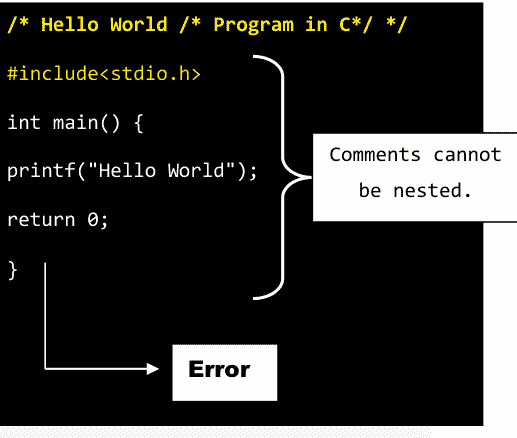 /* Hello World /* Program in C*/ */
#include<stdio.h>
int main() {
printf("Hello World");
return 0;
}
Comments cannot
be nested.
Error